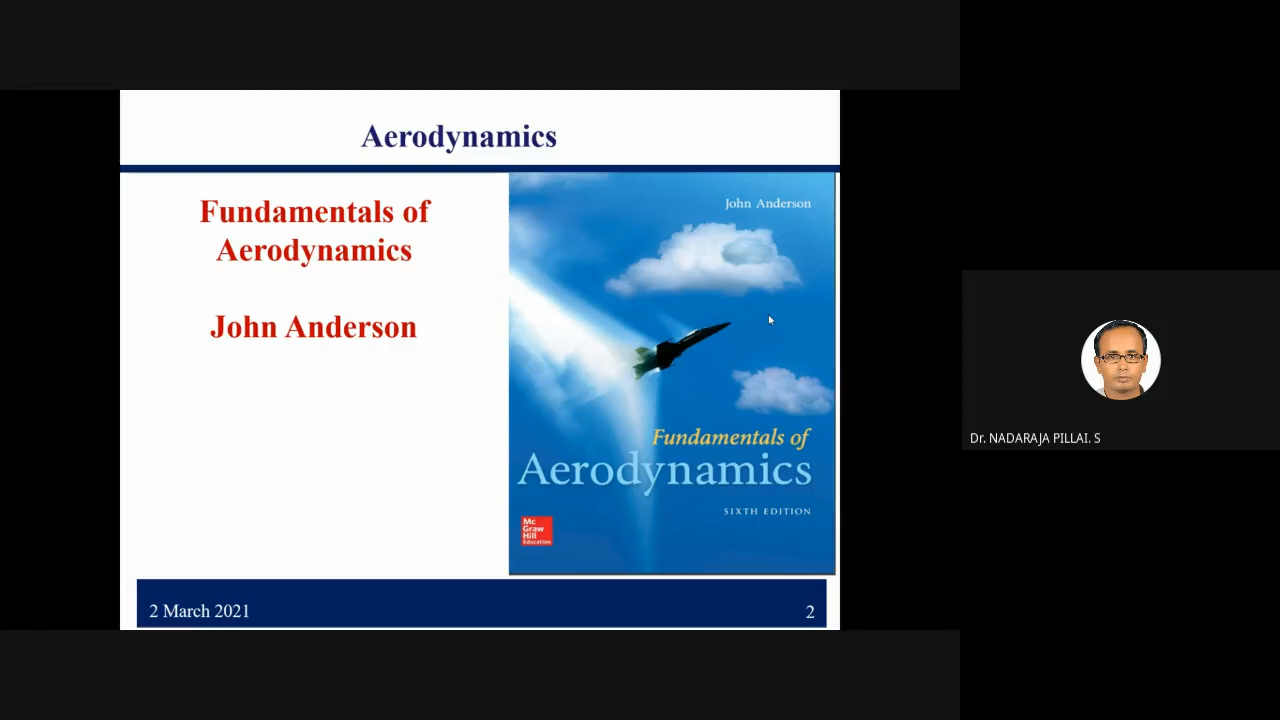 Aerodynamics
Fundamentals of
Aerodynamics
John Anderson
John Anderson
Fundamentals of
Aerodynamics
SIXTH EDITION
Mc
Graw
Hill
Education
2 March 2021
2
Dr. NADARAJA PILLAI. S